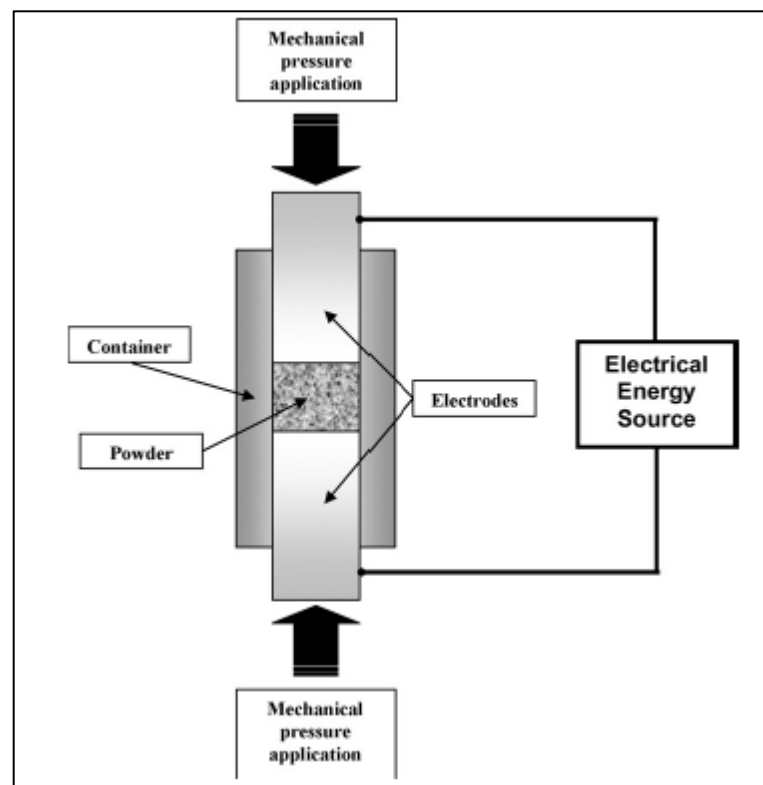 Mechanical
pressure
application
Container
Powder
Electrodes
Electrical
Energy
Source
Mechanical
pressure
application